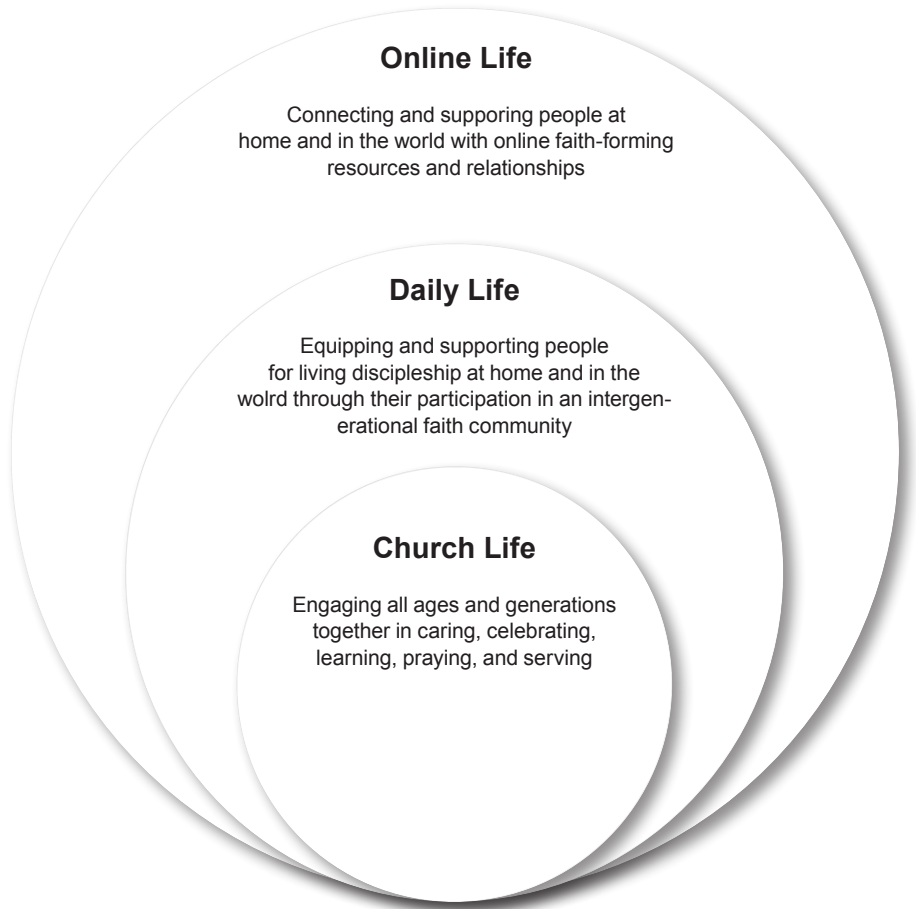 Online Life
Connecting and supporing people at
home and in the world with online faith-forming
resources and relationships
Daily Life
Equipping and supporting people
for living discipleship at home and in the
wolrd through their participation in an intergen-
erational faith community
Church Life
Engaging all ages and generations
together in caring, celebrating,
learning, praying, and serving